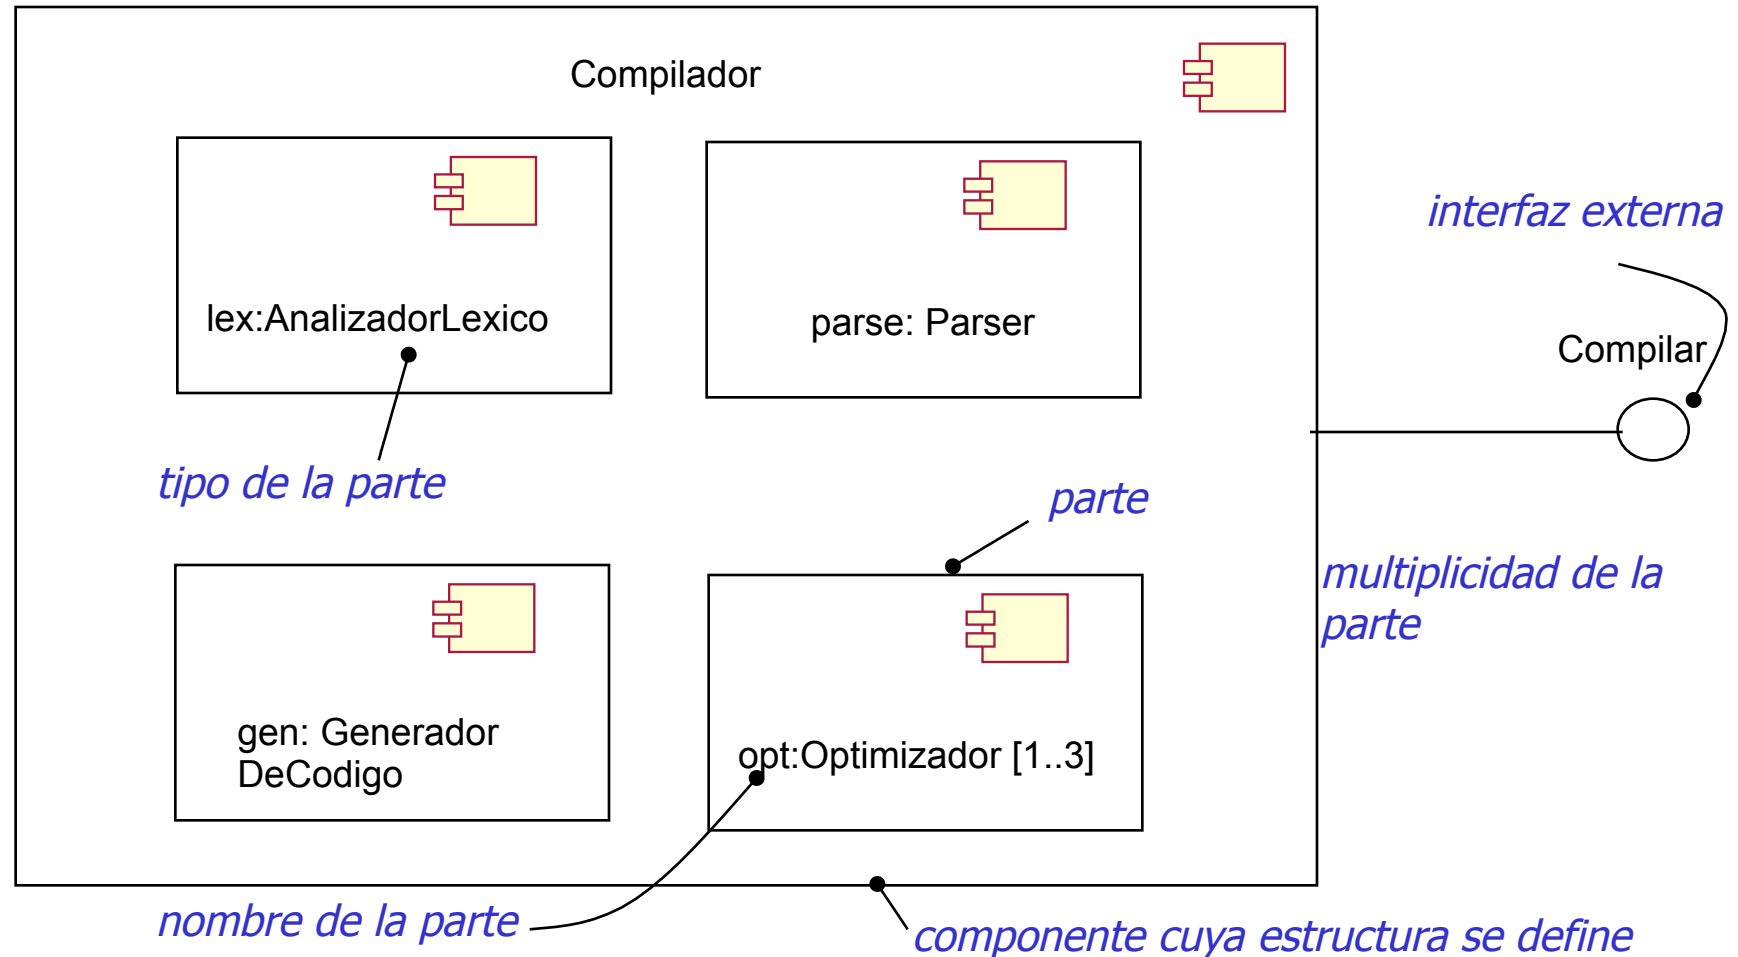 Compilador
interfaz externa
lex:AnalizadorLexico
parse: Parser
Compilar
tipo de la parte
parte
multiplicidad de la
parte
gen: Generador
DeCodigo
opt:Optimizador [1..3]
nombre de la parte
componente cuya estructura se define